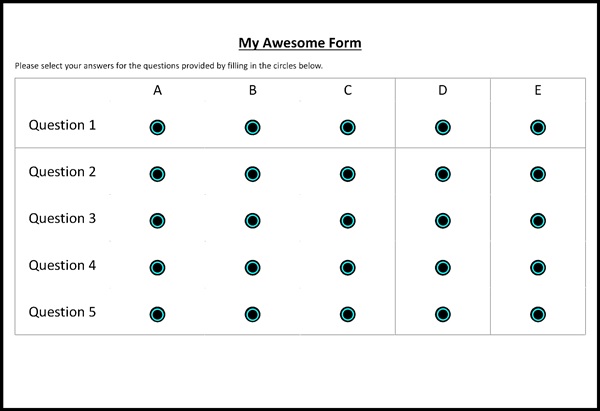 My Awesome Form
Please select your answers for the questions provided by filling in the circles below.
A B C D E
Question 1
Question 2
Question 3
Question 4
Question 5